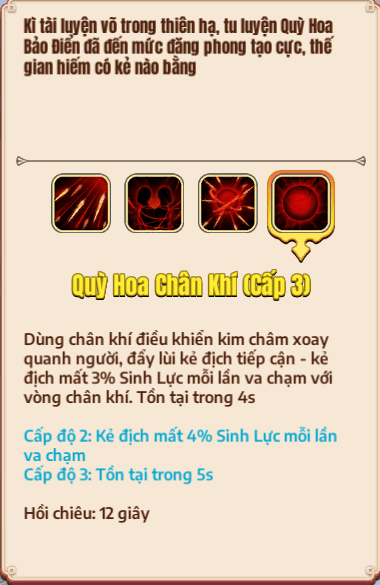 Kì tài luyện võ trong thiên hạ, tu luyện Quỳ Hoa
Bảo Điển đã đến mức đăng phong tạo cực, thế
gian hiếm có kẻ nào bằng
Quỳ Hoa Chân Khí (Cấp 3)
Dùng chân khí điều khiển kim châm xoay
quanh người, đẩy lùi kẻ địch tiếp cận - kẻ
địch mất 3% Sinh Lực mỗi lần va chạm với
vòng chân khí. Tồn tại trong 4s
Cấp độ 2: Kẻ địch mất 4% Sinh Lực mỗi lần
va chạm
Cấp độ 3: Tồn tại trong 5s
Hồi chiêu: 12 giây